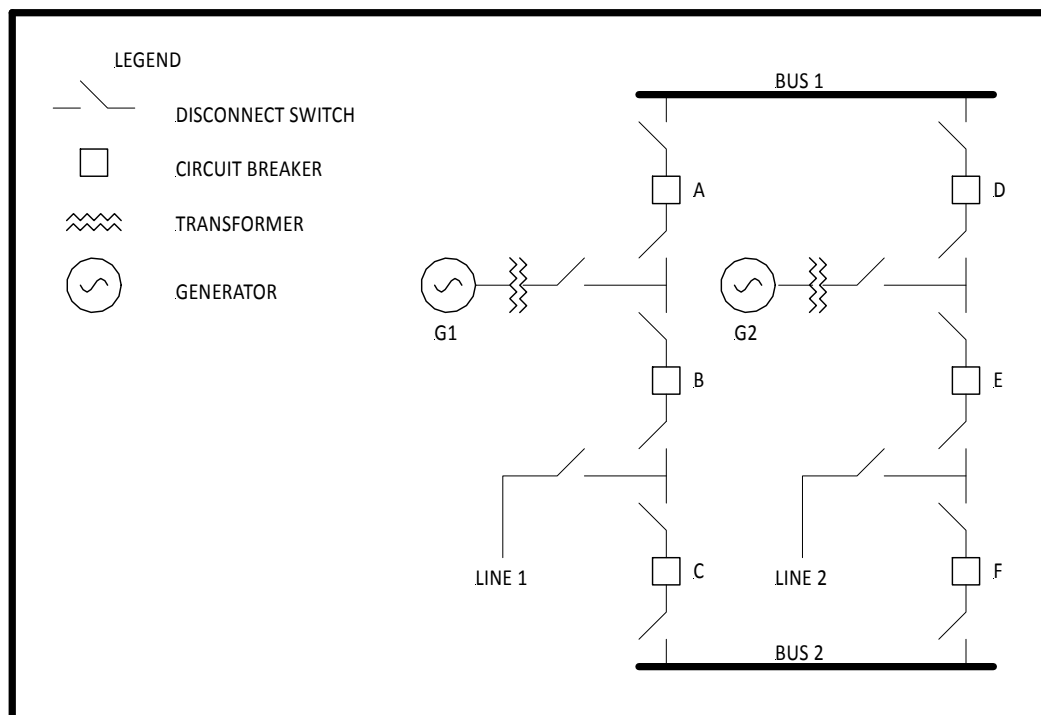 LEGEND
DISCONNECT SWITCH
CIRCUIT BREAKER
TRANSFORMER
GENERATOR
BUS 1
A
D
G1
G2
B
E
LINE 1
C
LINE 2
F
BUS 2